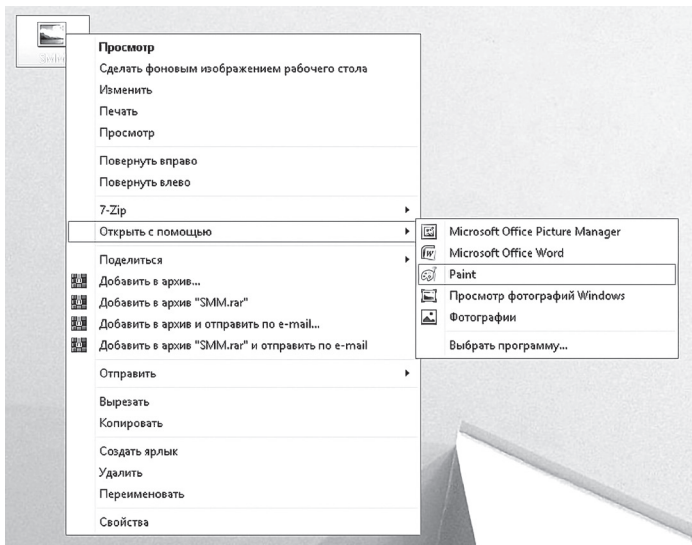 Просмотр
Сделать фоновым изображением рабочего стола
Изменить
Печать
Просмотр
Повернуть вправо
Повернуть влево
7-Zip
Открыть с помощью
Поделиться
Добавить в архив...
Добавить в архив "SMM.rar"
Добавить в архив и отправить по e-mail...
Добавить в архив "SMM.rar" и отправить по e-mail
Отправить
Вырезать
Копировать
Создать ярлык
Удалить
Переименовать
Свойства
Microsoft Office Picture Manager
Microsoft Office Word
Paint
Просмотр фотографий Windows
Фотографии
Выбрать программу...